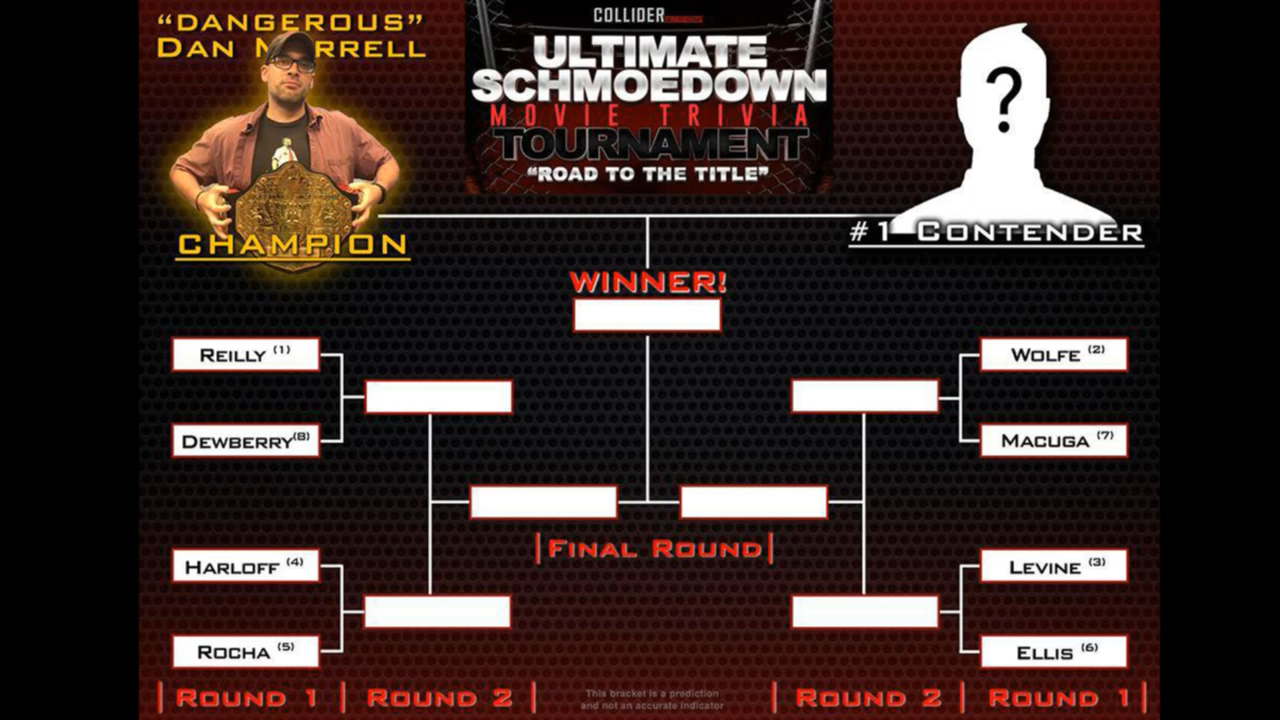 “DANGEROUS”
DAN MURRELL
CHAMPION
COLLIDER PRESENTS
ULTIMATE
SCHMOEDOWN
MOVIE TRIVIA
TOURNAMENT
“ROAD TO THE TITLE”
?
#1 CONTENDER
WINNER!
REILLY (1)
WOLFE (2)
DEWBERRY(8)
MACUGA (7)
|FINAL ROUND|
HARLOFF (4)
LEVINE (3)
ROCHA (5)
ELLIS (6)
|ROUND 1|ROUND 2|
This bracket is a prediction
and not an accurate indicator
|ROUND 2|ROUND 1|